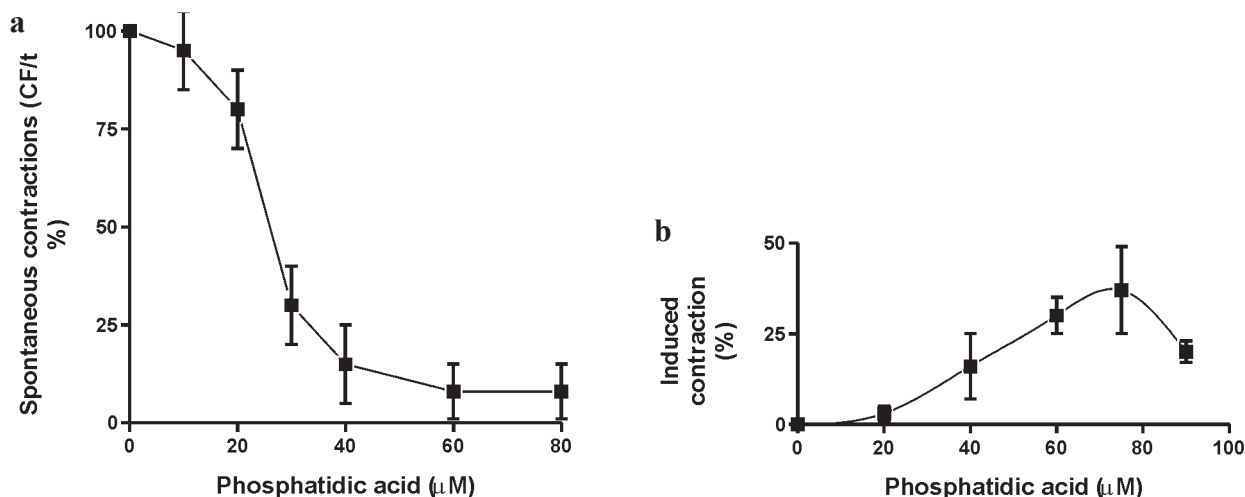 a
Spontaneous contractions (CF/t
%)
100
75
50
25
0
0 20 40 60 80
Phosphatidic acid (μM)
b
Induced
contraction
(%)
50
25
0
0 20 40 60 80 100
Phosphatidic acid (μM)